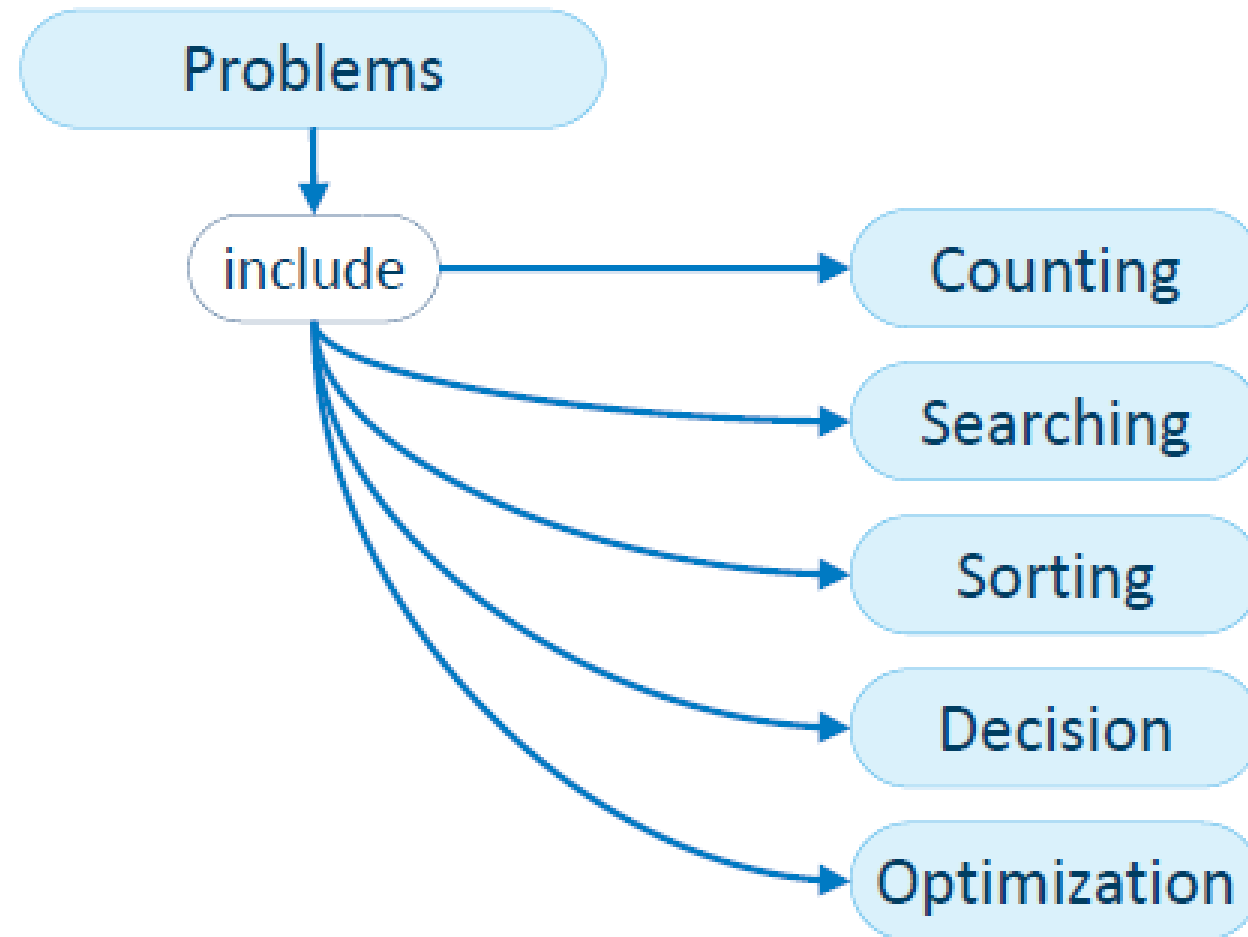 Problems
include
Counting
Searching
Sorting
Decision
Optimization